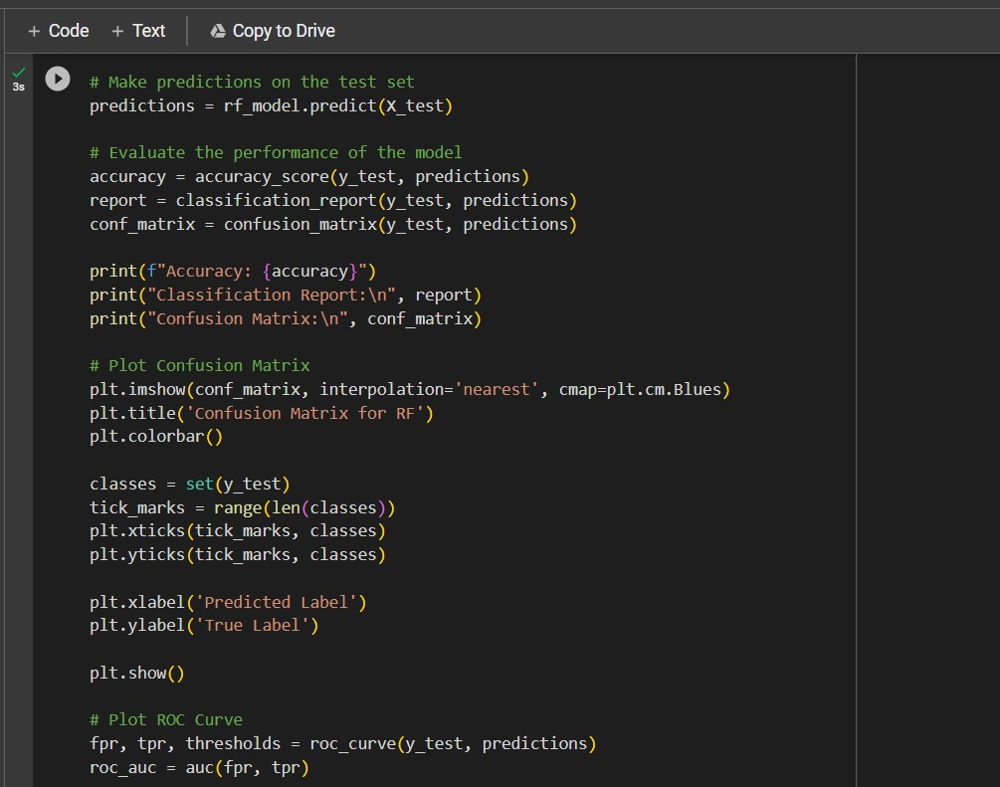 + Code + Text Copy to Drive
3s
# Make predictions on the test set
predictions = rf_model.predict(X_test)
# Evaluate the performance of the model
accuracy = accuracy_score(y_test, predictions)
report = classification_report(y_test, predictions)
conf_matrix = confusion_matrix(y_test, predictions)
print(f"Accuracy: {accuracy}")
print("Classification Report:\n", report)
print("Confusion Matrix:\n", conf_matrix)
# Plot Confusion Matrix
plt.imshow(conf_matrix, interpolation='nearest', cmap=plt.cm.Blues)
plt.title('Confusion Matrix for RF')
plt.colorbar()
classes = set(y_test)
tick_marks = range(len(classes))
plt.xticks(tick_marks, classes)
plt.yticks(tick_marks, classes)
plt.xlabel('Predicted Label')
plt.ylabel('True Label')
plt.show()
# Plot ROC Curve
fpr, tpr, thresholds = roc_curve(y_test, predictions)
roc_auc = auc(fpr, tpr)